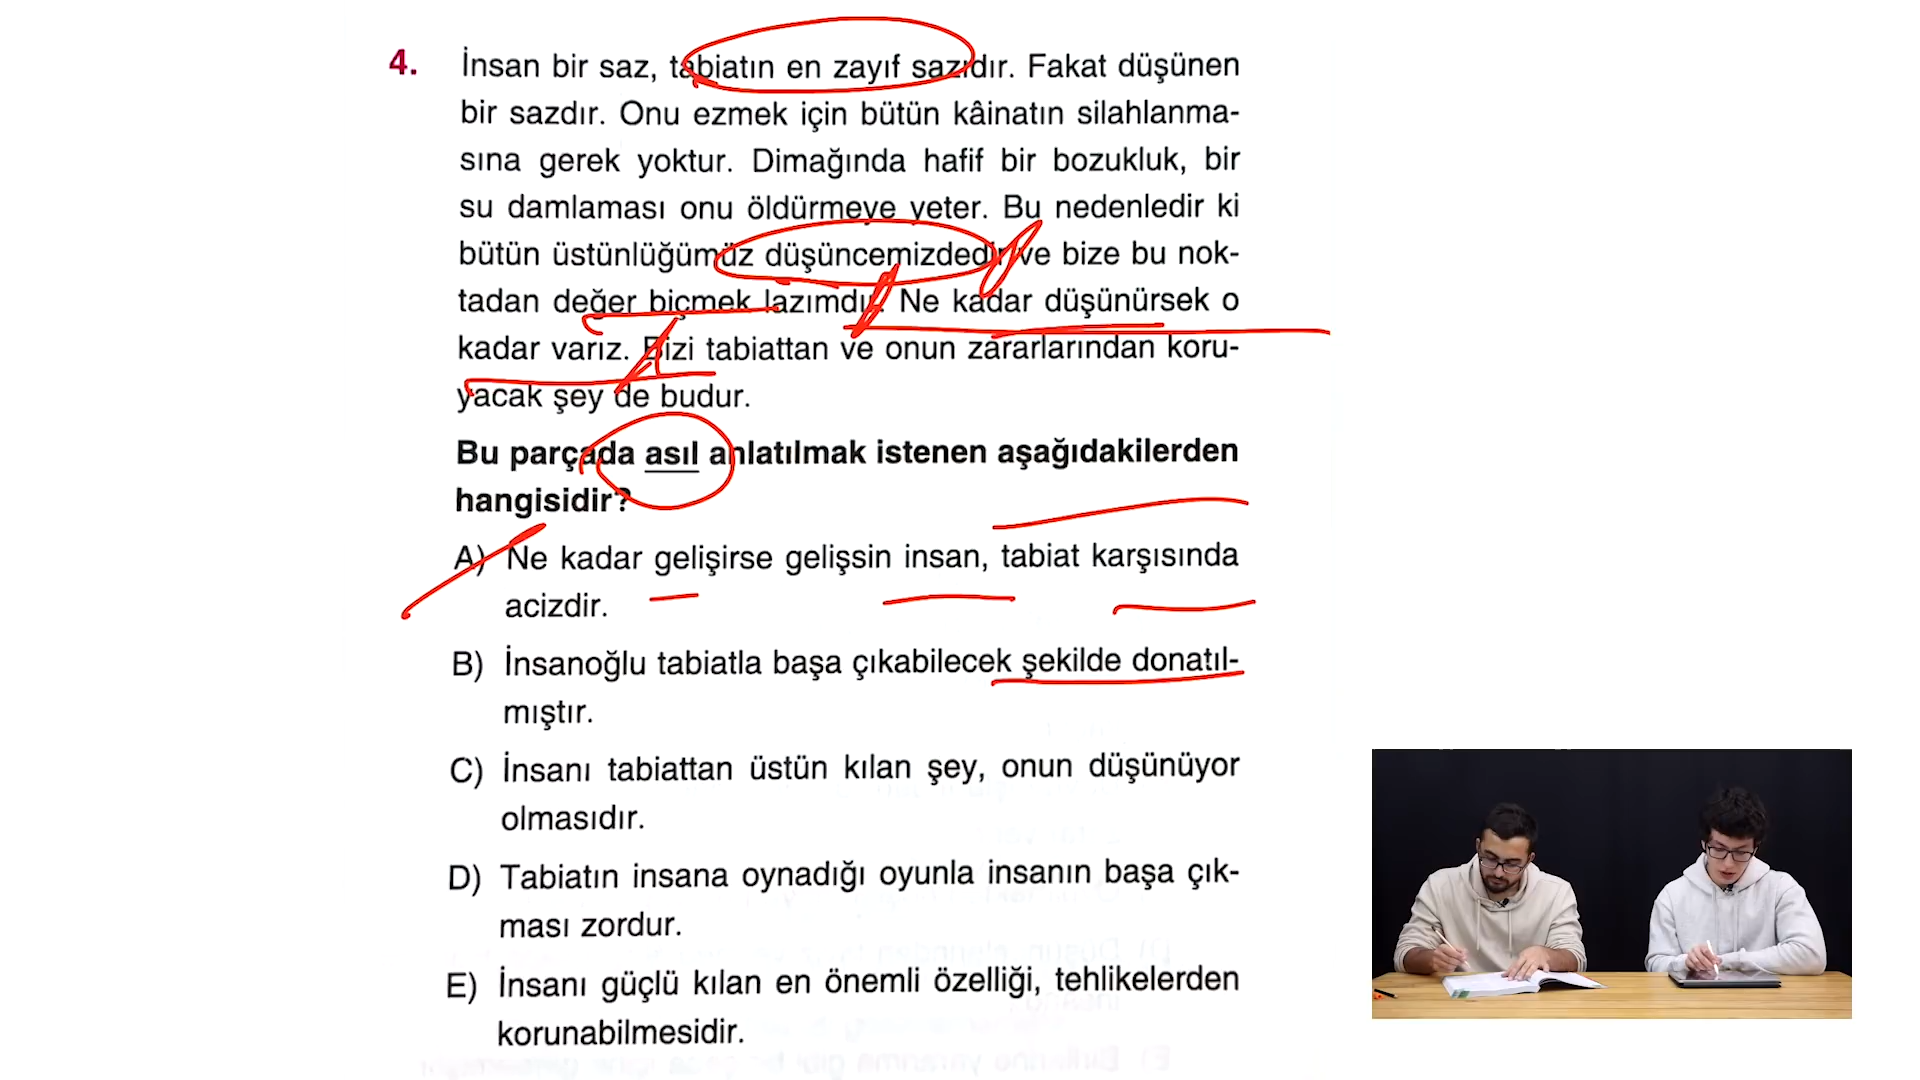 4. İnsan bir saz, tabiatın en zayıf sazıdır. Fakat düşünen
bir sazdır. Onu ezmek için bütün kâinatın silahlanma-
sına gerek yoktur. Dimağında hafif bir bozukluk, bir
su damlaması onu öldürmeye yeter. Bu nedenledir ki
bütün üstünlüğümüz düşüncemizdedir ve bize bu nok-
tadan değer biçmek lazımdır. Ne kadar düşünürsek o
kadar varız. Bizi tabiattan ve onun zararlarından koru-
yacak şey de budur.
Bu parçada asıl anlatılmak istenen aşağıdakilerden
hangisidir?
A) Ne kadar gelişirse gelişsin insan, tabiat karşısında
acizdir.
B) İnsanoğlu tabiatla başa çıkabilecek şekilde donatıl-
mıştır.
C) İnsanı tabiattan üstün kılan şey, onun düşünüyor
olmasıdır.
D) Tabiatın insana oynadığı oyunla insanın başa çık-
ması zordur.
E) İnsanı güçlü kılan en önemli özelliği, tehlikelerden
korunabilmesidir.